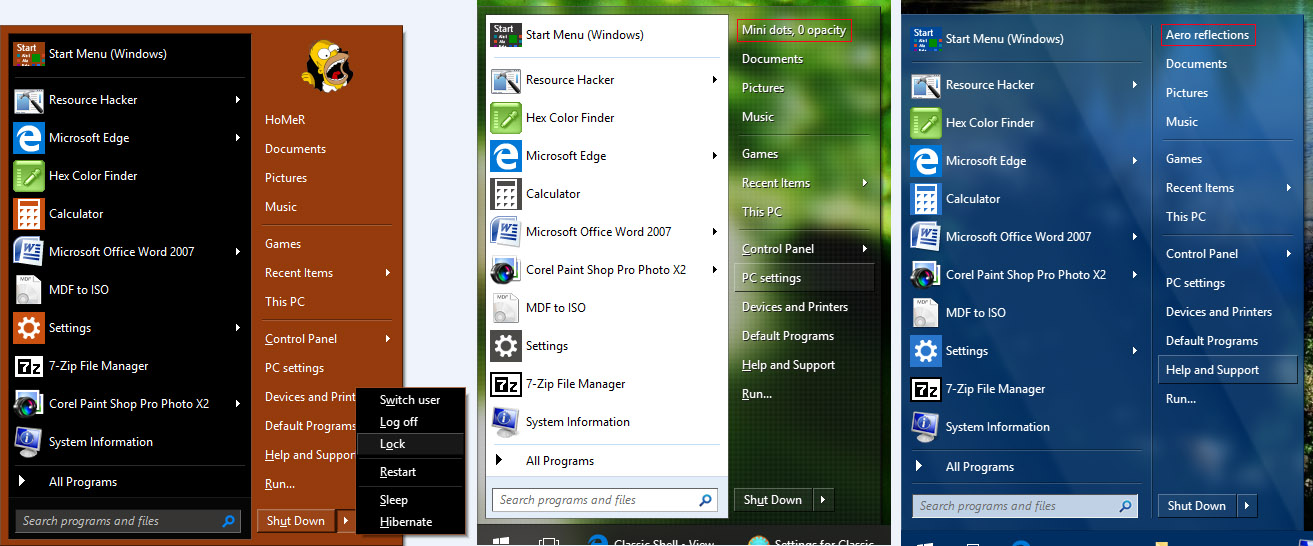 Start Menu (Windows)
Resource Hacker
Microsoft Edge
Hex Color Finder
Calculator
Microsoft Office Word 2007
MDF to ISO
Settings
7-Zip File Manager
Corel Paint Shop Pro Photo X2
System Information
All Programs
Search programs and files
HoMeR
Documents
Pictures
Music
Games
Recent Items
This PC
Control Panel
PC settings
Devices and Print
Default Programs
Help and Suppor
Run...
Shut Down
Switch user
Log off
Lock
Restart
Sleep
Hibernate
Start Menu (Windows)
Resource Hacker
Hex Color Finder
Microsoft Edge
Calculator
Microsoft Office Word 2007
Corel Paint Shop Pro Photo X2
MDF to ISO
Settings
7-Zip File Manager
System Information
All Programs
Search programs and files
Mini dots, 0 opacity
Documents
Pictures
Music
Games
Recent Items
This PC
Control Panel
PC settings
Devices and Printers
Default Programs
Help and Support
Run...
Shut Down
Classic Shell - View
Settings for Classic
Start Menu (Windows)
Resource Hacker
Hex Color Finder
Microsoft Edge
Calculator
Microsoft Office Word 2007
Corel Paint Shop Pro Photo X2
MDF to ISO
Settings
7-Zip File Manager
System Information
All Programs
Search programs and files
Aero reflections
Documents
Pictures
Music
Games
Recent Items
This PC
Control Panel
PC settings
Devices and Printers
Default Programs
Help and Support
Run...
Shut Down